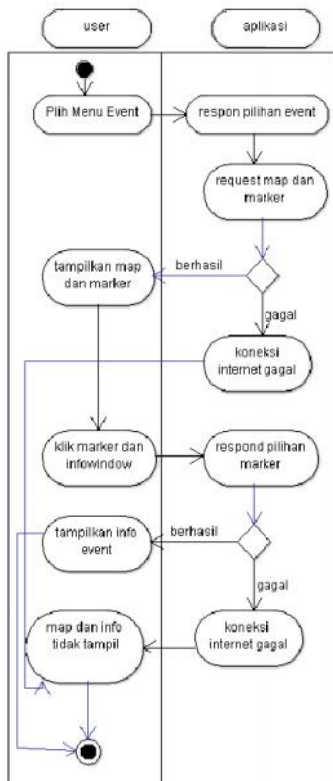 user
aplikasi
Plih Menu Event
respon pilihan event
request map dan
marker
berhasil
tampilkan map
dan marker
gagal
koneksi
internet gagal
klik marker dan
infowindow
respond pilihan
marker
berhasil
tampilkan info
event
gagal
map dan info
tidak tampil
koneksi
internet gagal